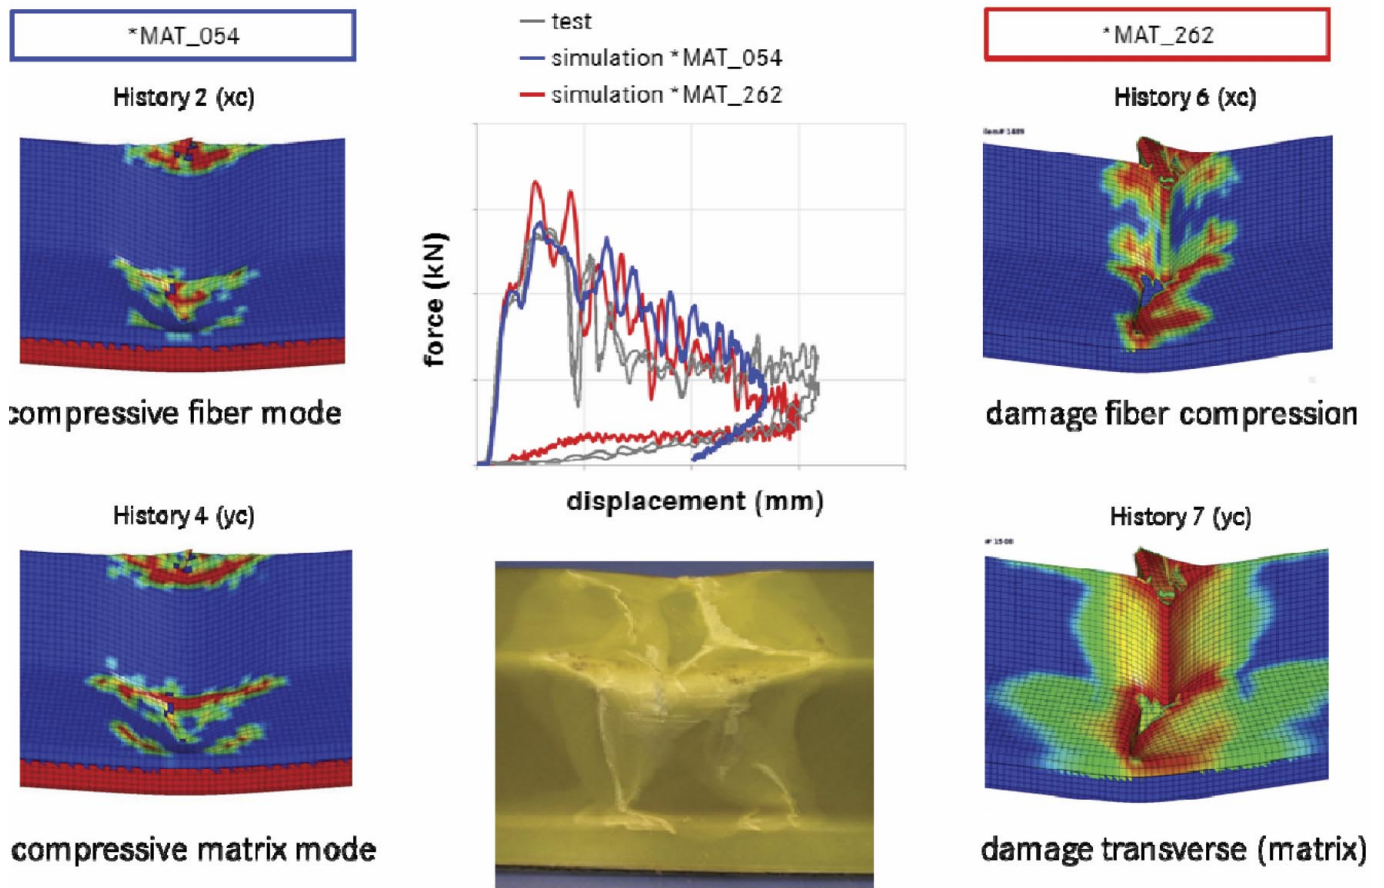 *MAT_054
History 2 (xc)
compressive fiber mode
History 4 (yc)
compressive matrix mode
test
simulation *MAT_054
simulation *MAT_262
force (kN)
displacement (mm)
*MAT_262
History 6 (xc)
damage fiber compression
History 7 (yc)
damage transverse (matrix)